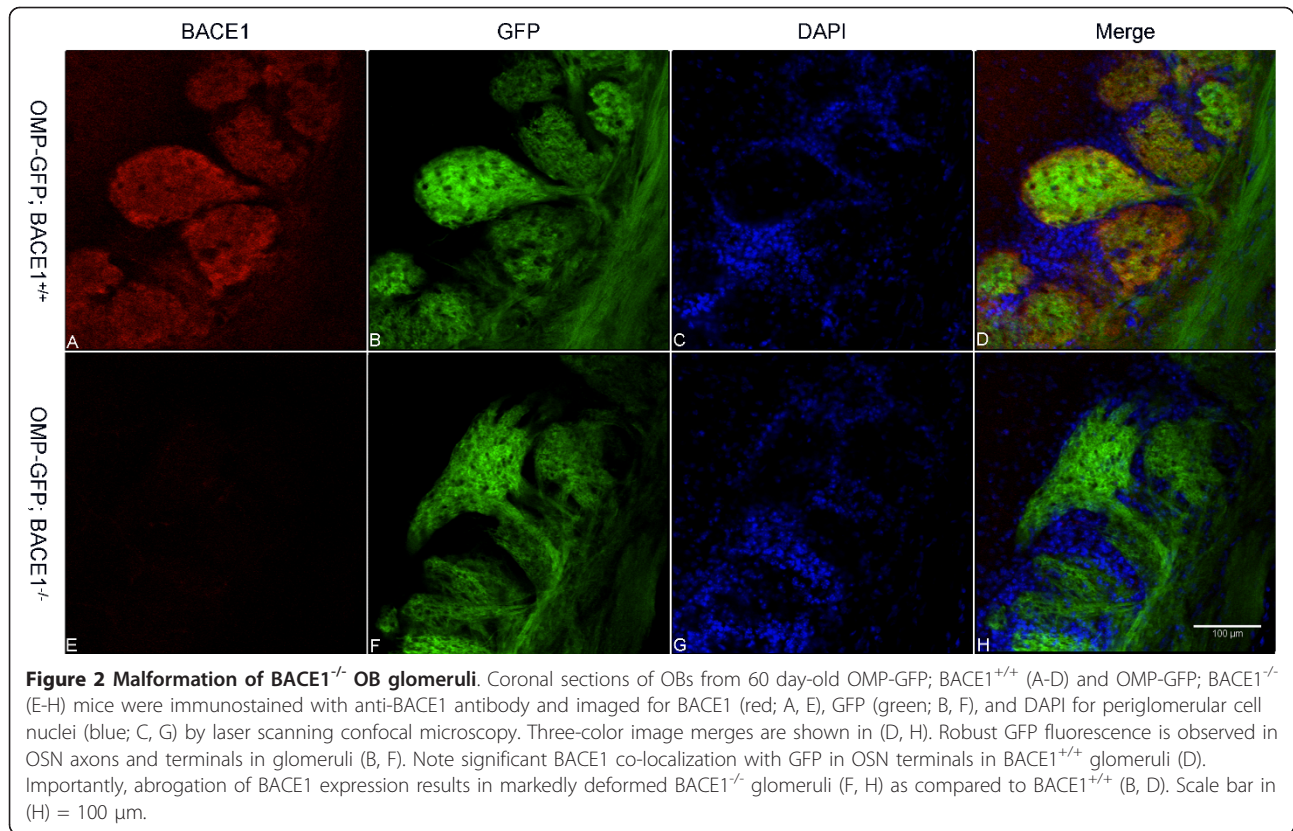 BACE1 GFP DAPI Merge
OMP-GFP; BACE1+/+
A B C D
OMP-GFP; BACE1-/-
E F G H
100 µm
Figure 2 Malformation of BACE1-/- OB glomeruli. Coronal sections of OBs from 60 day-old OMP-GFP; BACE1+/+ (A-D) and OMP-GFP; BACE1-/-
(E-H) mice were immunostained with anti-BACE1 antibody and imaged for BACE1 (red; A, E), GFP (green; B, F), and DAPI for periglomerular cell
nuclei (blue; C, G) by laser scanning confocal microscopy. Three-color image merges are shown in (D, H). Robust GFP fluorescence is observed in
OSN axons and terminals in glomeruli (B, F). Note significant BACE1 co-localization with GFP in OSN terminals in BACE1+/+ glomeruli (D).
Importantly, abrogation of BACE1 expression results in markedly deformed BACE1-/- glomeruli (F, H) as compared to BACE1+/+ (B, D). Scale bar in
(H) = 100 µm.